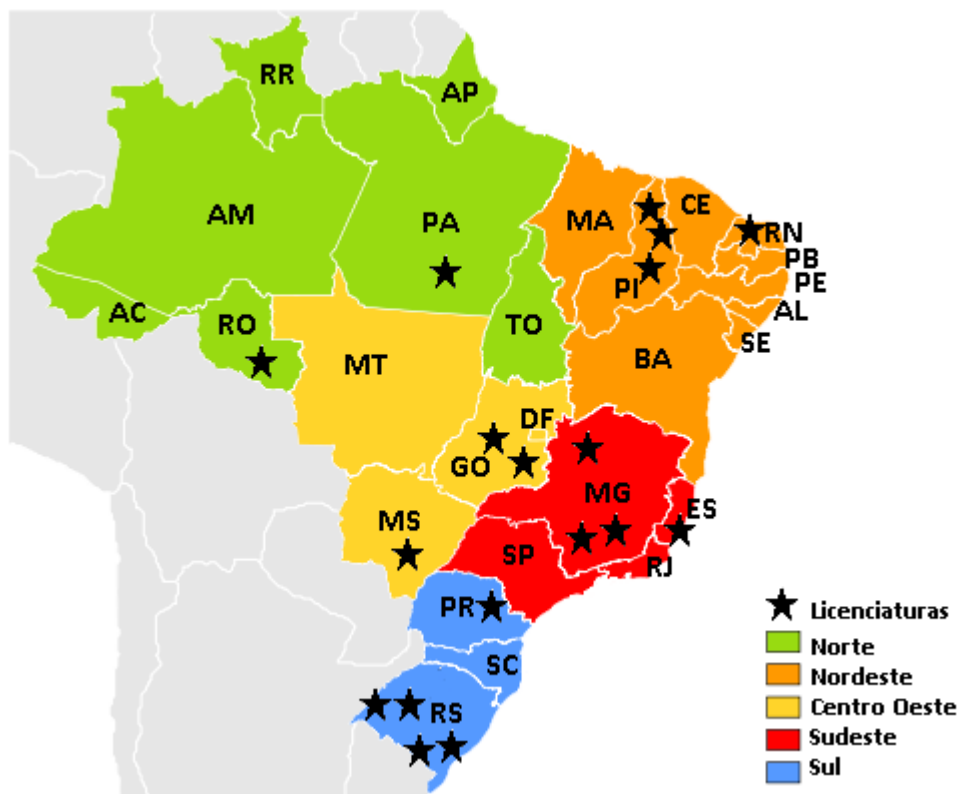 RR
AP
AM
PA
MA
CE
RN
PB
PI
PE
AL
AC
RO
TO
SE
MT
BA
DF
GO
MG
ES
MS
SP
RJ
PR
Licenciaturas
Norte
SC
Nordeste
RS
Centro Oeste
Sudeste
Sul